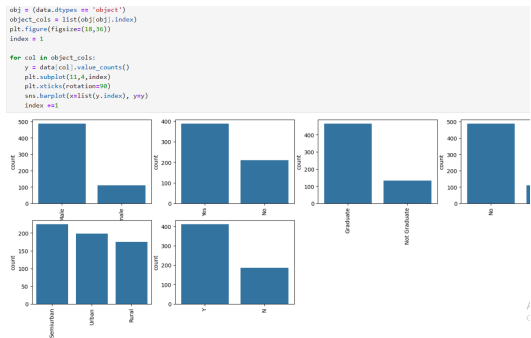 obj = (data.dtypes == 'object')
object_cols = list(obj[obj].index)
plt.figure(figsize=(18,36))
index = 1
for col in object_cols:
y = data[col].value_counts()
plt.subplot(11,4,index)
plt.xticks(rotation=90)
sns.barplot(x=list(y.index), y=y)
index +=1
500
400
300
200
100
0
count
Male
400
300
200
100
0
count
Yes
No
400
300
200
100
0
count
Graduate
Not Graduate
500
400
300
200
100
0
count
No
200
150
100
50
0
count
Semiurban
Urban
Rural
400
300
200
100
0
count
Y
N